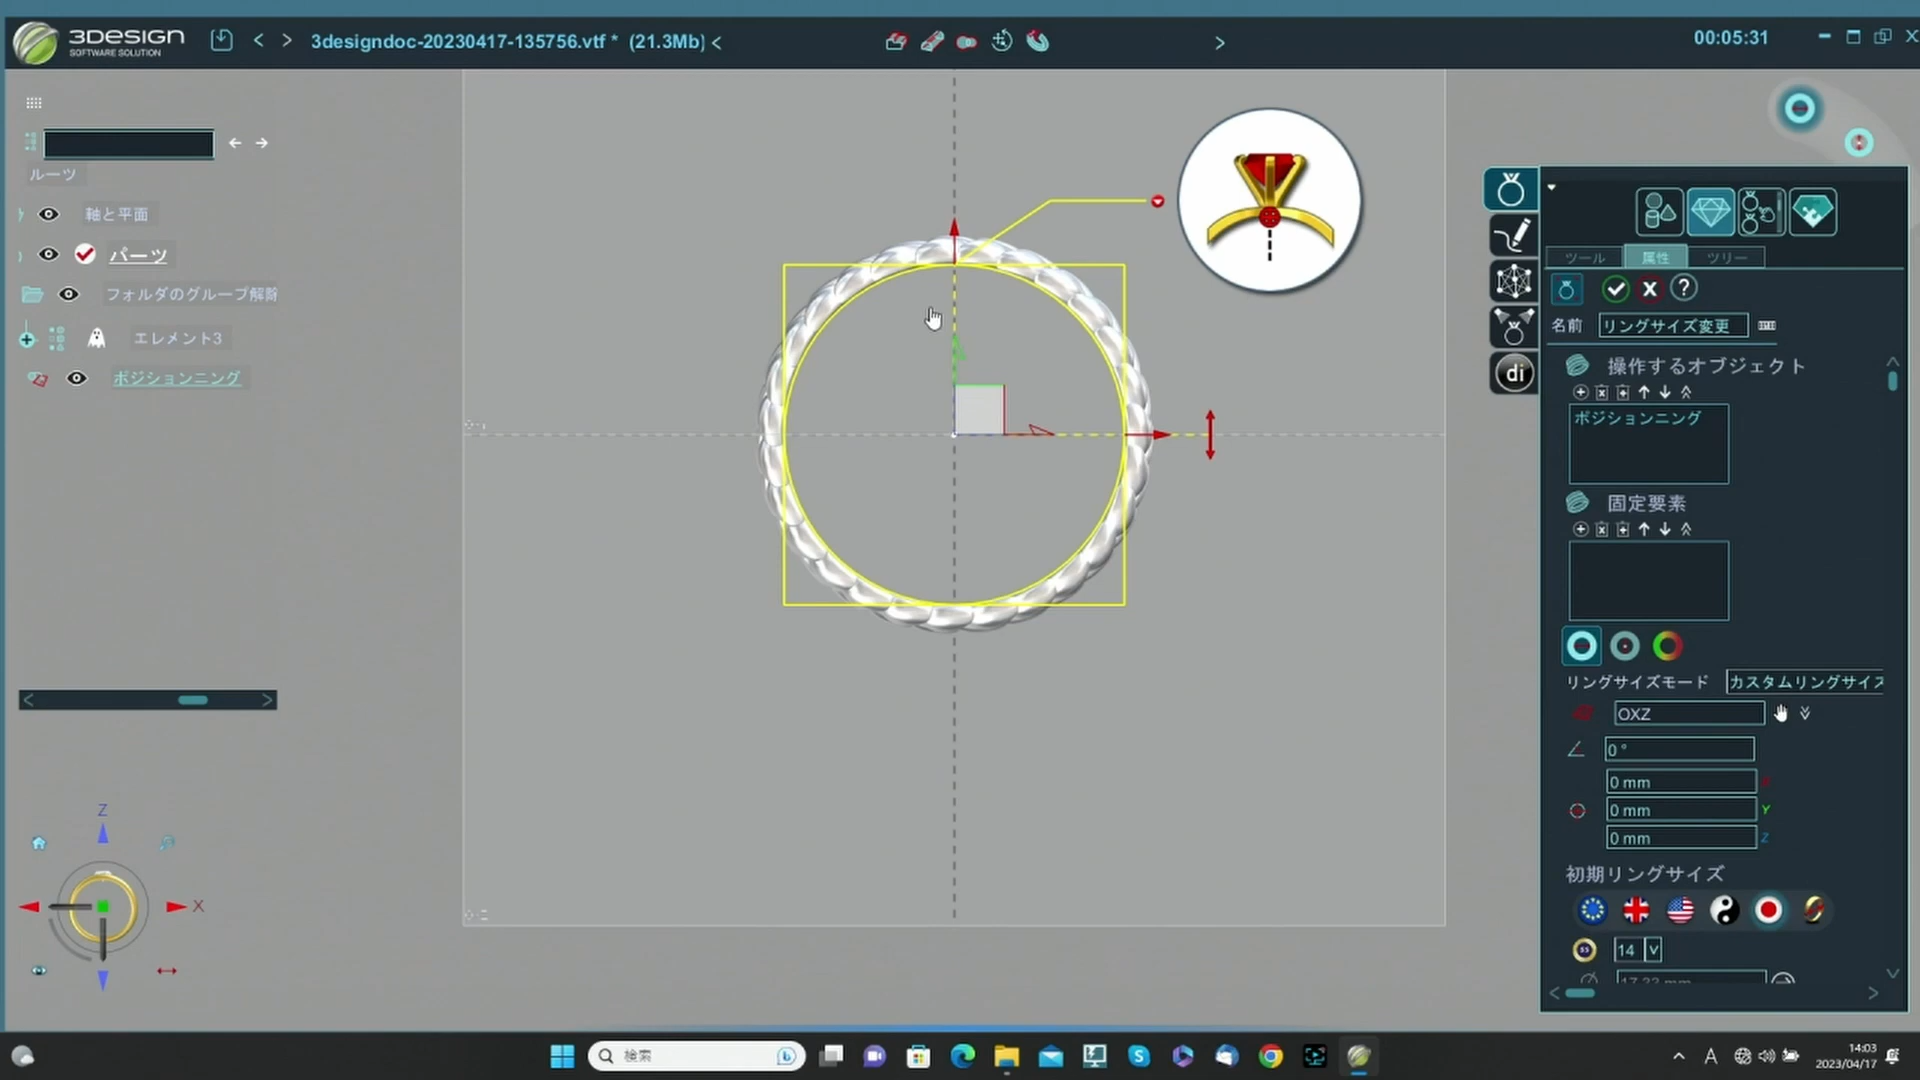 3DESIGN
SOFTWARE SOLUTION
3designdoc-20230417-135756.vtf * (21.3Mb)
00:05:31
ルーツ
軸と平面
パーツ
フォルダのグループ解除
エレメント3
ポジションニング
Z
X
di
ツール
属性
ツリー
名前
リングサイズ変更
操作するオブジェクト
ポジションニング
固定要素
リングサイズモード
カスタムリングサイズ
OXZ
0 °
0 mm
X
0 mm
Y
0 mm
Z
初期リングサイズ
14
検索
A
14:03
2023/04/17